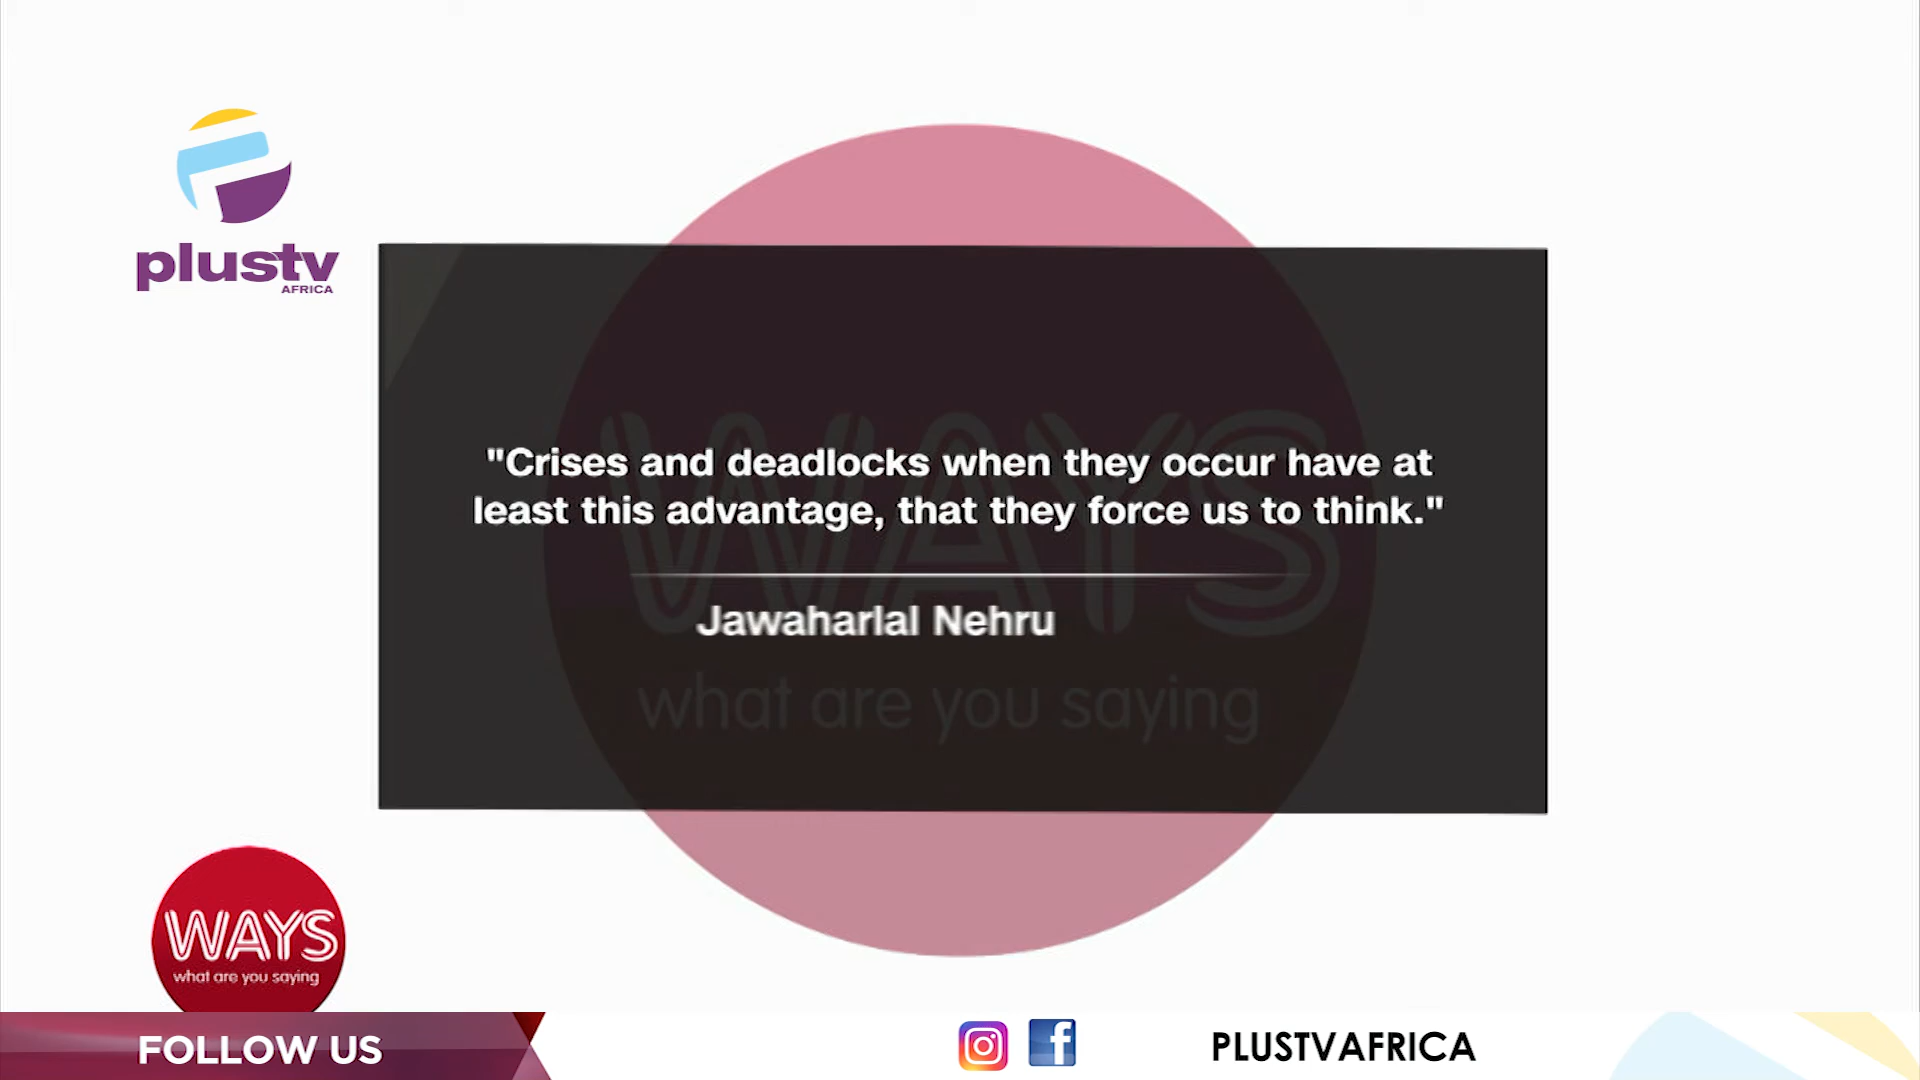 plustv
AFRICA
"Crises and deadlocks when they occur have at
least this advantage, that they force us to think."
Jawaharlal Nehru
WAYS
what are you saying
WAYS
what are you saying
FOLLOW US
PLUSTVAFRICA